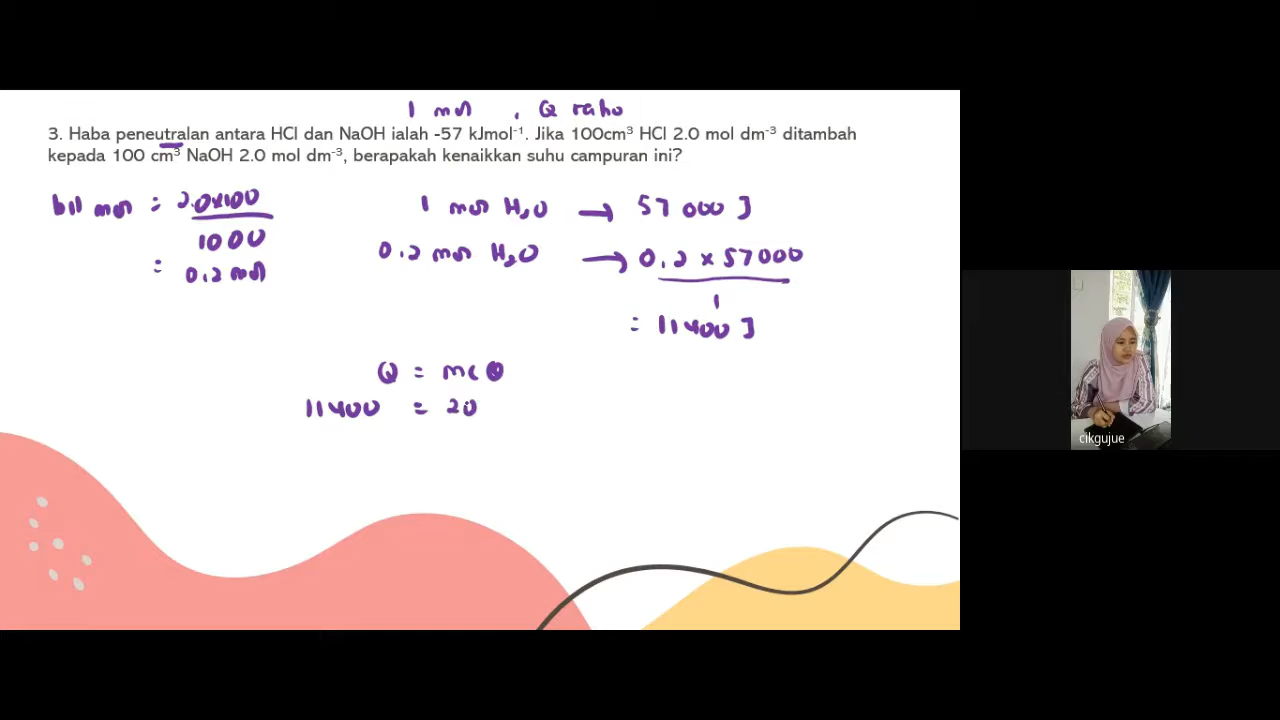 1 mol , Q
3. Haba peneutralan antara HCl dan NaOH ialah -57 kJmol⁻¹. Jika 100cm³ HCl 2.0 mol dm⁻³ ditambah
kepada 100 cm³ NaOH 2.0 mol dm⁻³, berapakah kenaikkan suhu campuran ini?
bil mol = 2.0x100
1000
= 0.2 mol
1 mol H₂O → 57 000 J
0.2 mol H₂O → 0.2 x 57000
1
= 11400 J
Q = mcθ
11400 = 20
cikgujue